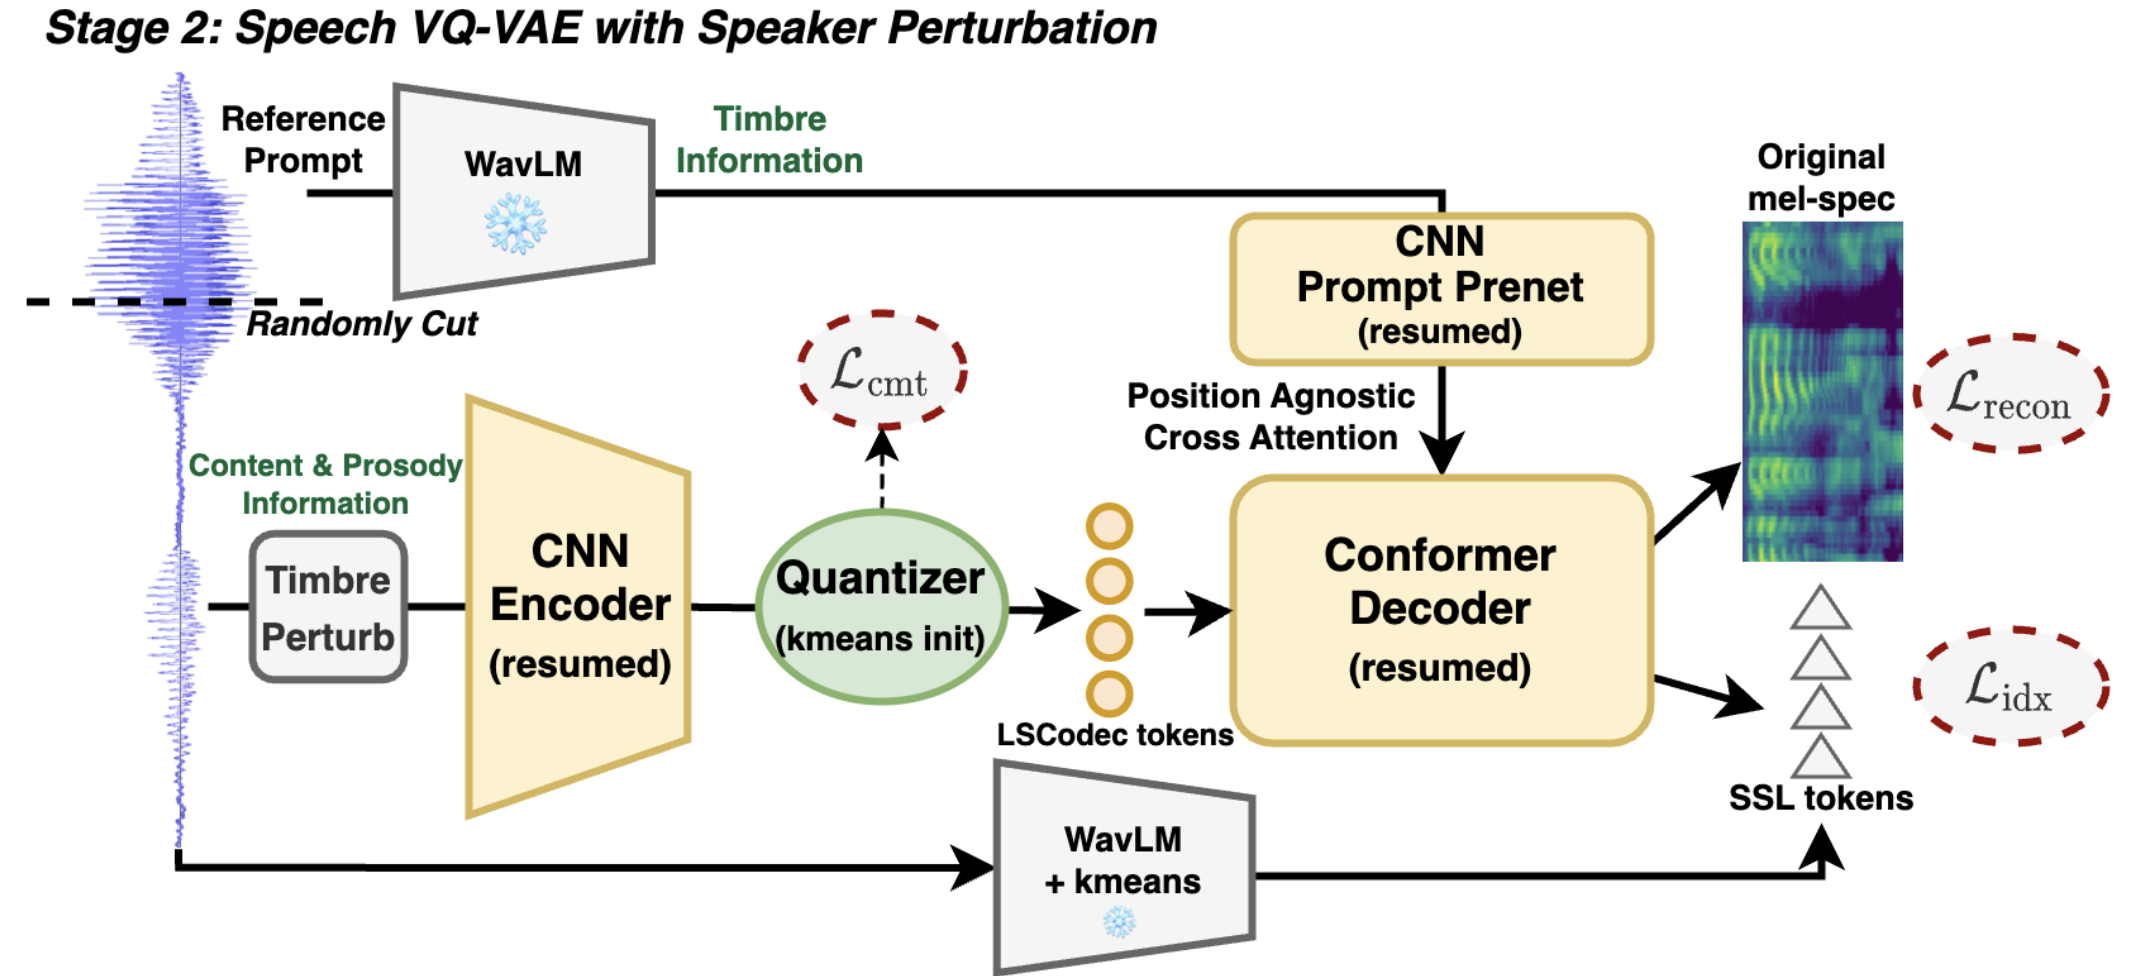 Stage 2: Speech VQ-VAE with Speaker Perturbation
Reference
Prompt
WavLM
Timbre
Information
Randomly Cut
CNN
Prompt Prenet
(resumed)
Original
mel-spec
Position Agnostic
Cross Attention
ℒcmt
ℒrecon
Content & Prosody
Information
Timbre
Perturb
CNN
Encoder
(resumed)
Quantizer
(kmeans init)
LSCodec tokens
Conformer
Decoder
(resumed)
ℒidx
SSL tokens
WavLM
+ kmeans